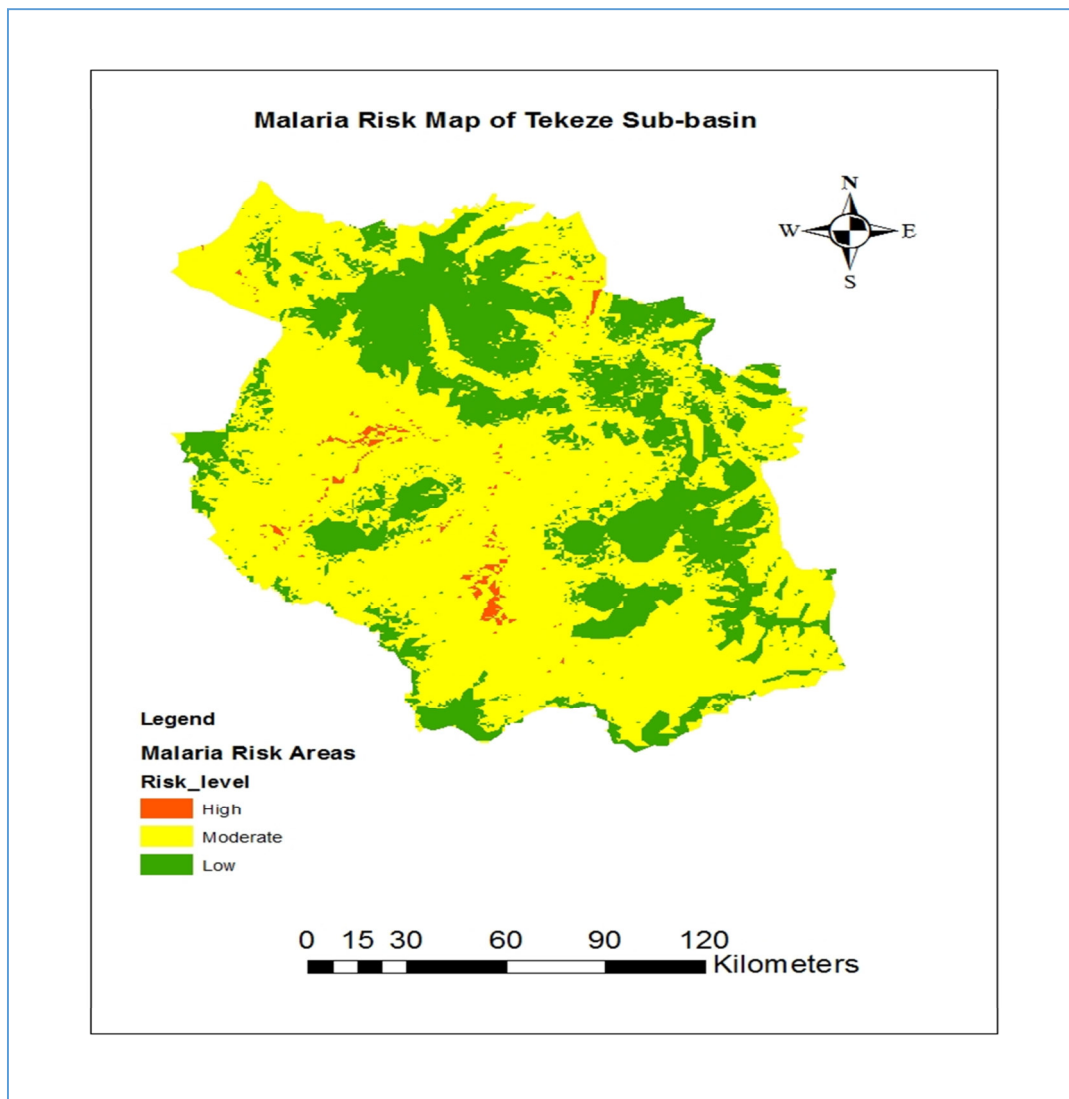 Malaria Risk Map of Tekeze Sub-basin
N
W E
S
Legend
Malaria Risk Areas
Risk_level
High
Moderate
Low
0 15 30 60 90 120
Kilometers